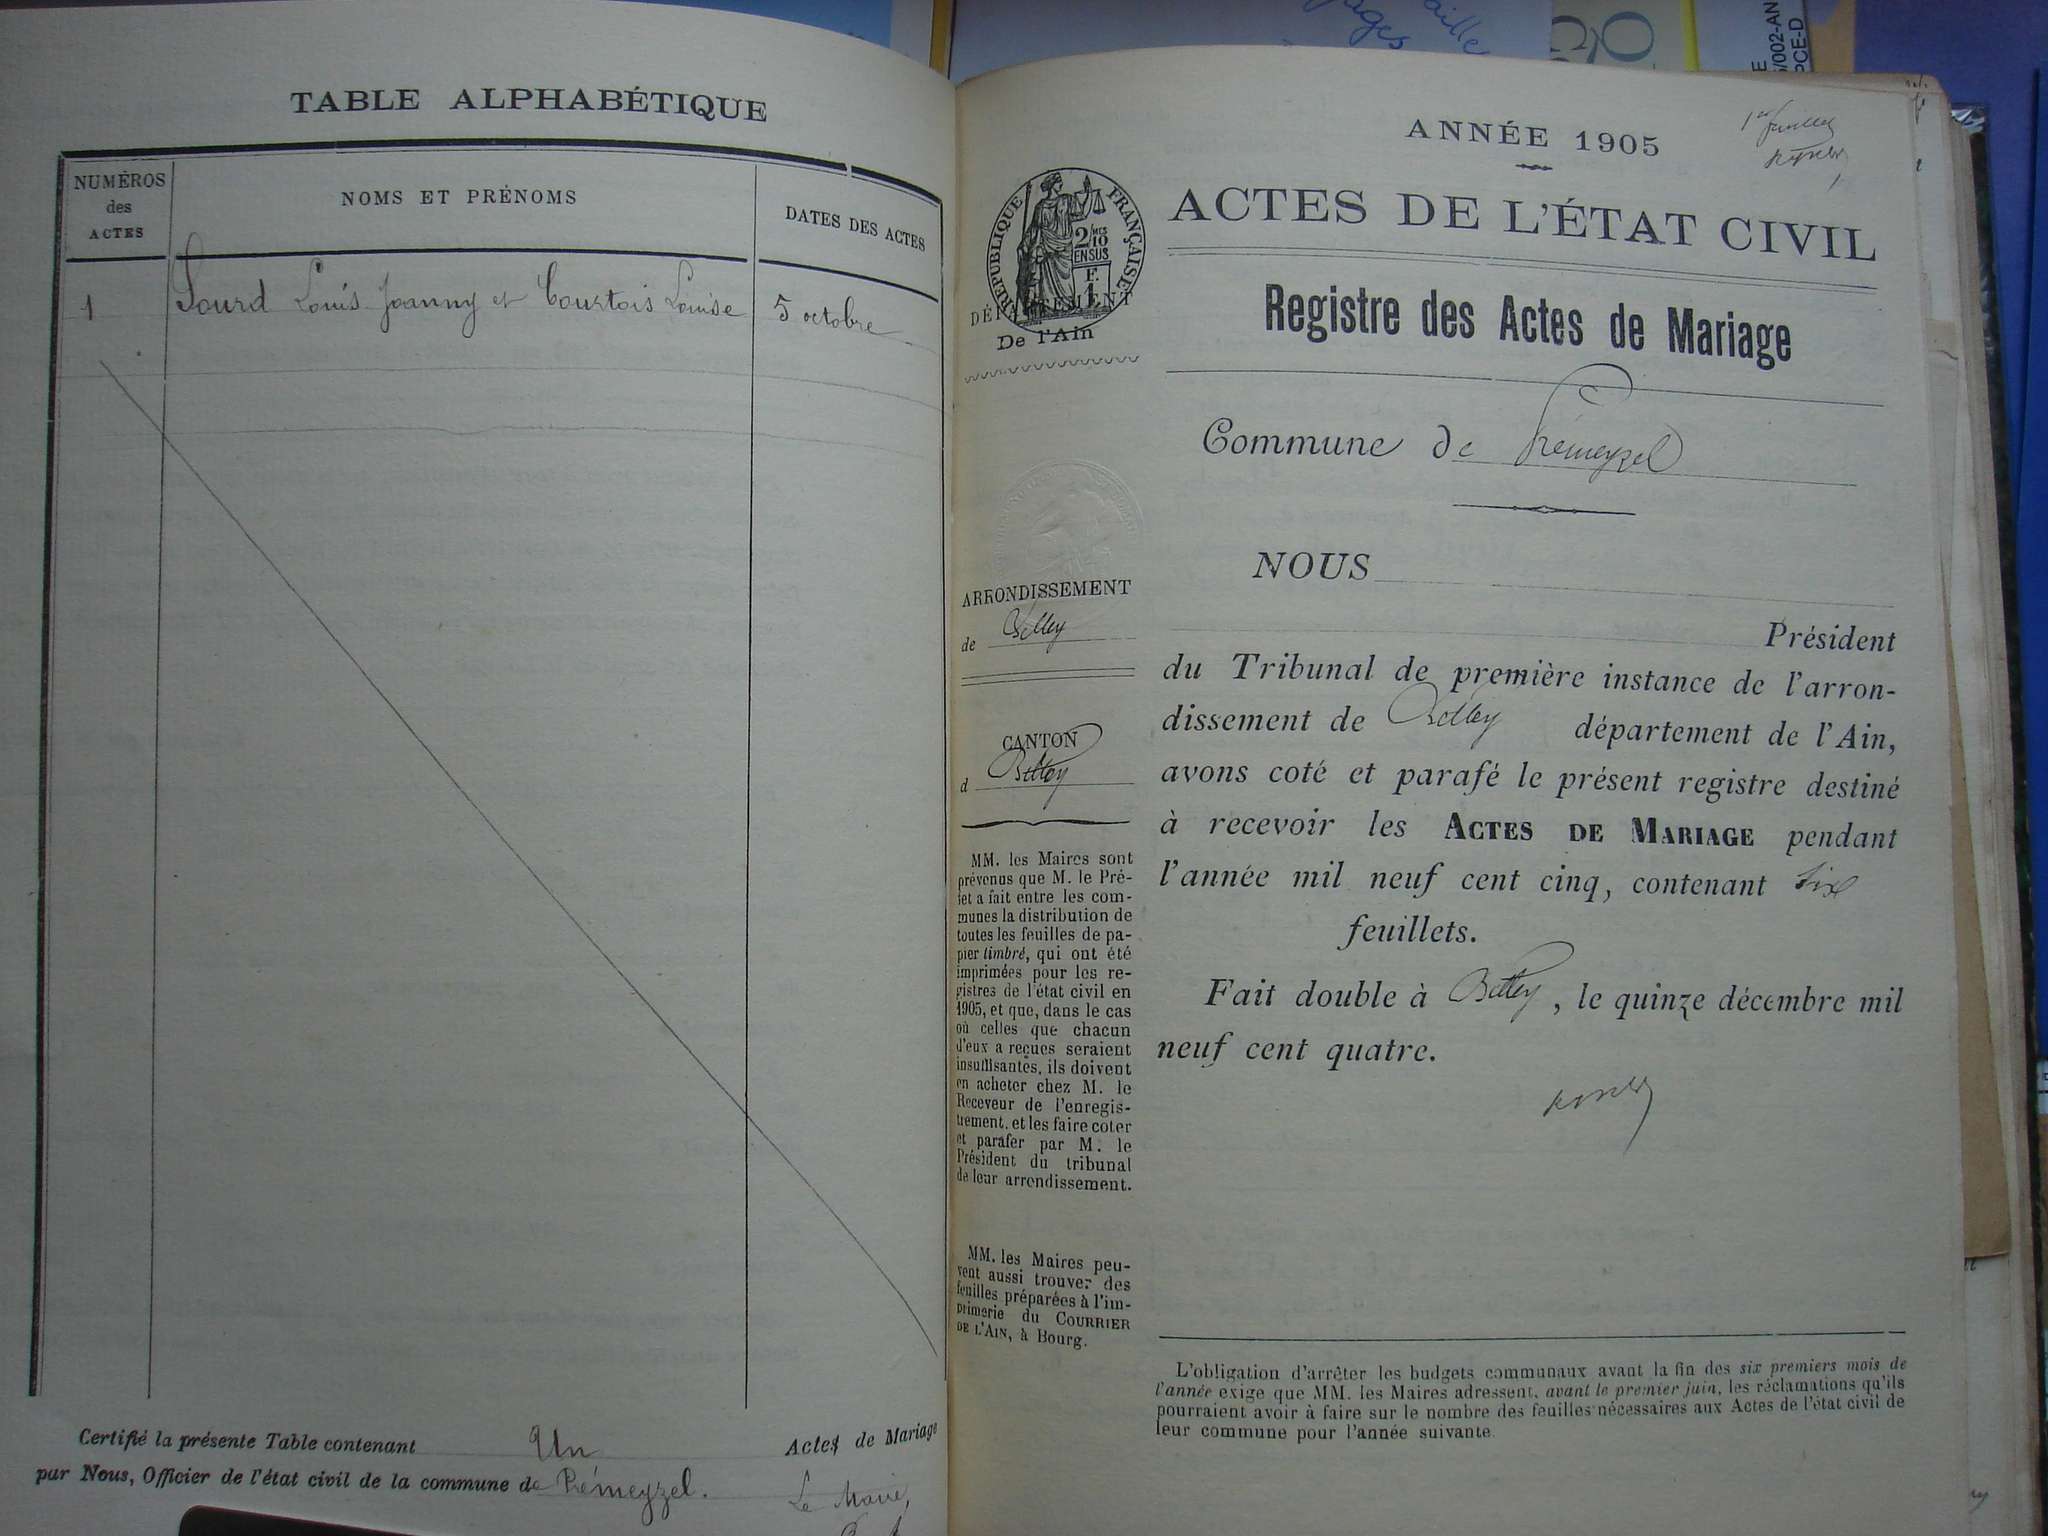 TABLE ALPHABÉTIQUE
NUMÉROS
des
ACTES
NOMS ET PRÉNOMS
DATES DES ACTES
1
Sourd Louis Joanny et Courtois Louise
5 octobre
Certifié la présente Table contenant Un Actes de Mariage
par Nous, Officier de l'état civil de la commune de Prémeyzel.
Le Maire,
1er feuillet
ANNÉE 1905
ACTES DE L'ÉTAT CIVIL
RÉPUBLIQUE FRANÇAISE
2/10
MES
EN SUS
F.
1
DÉPARTEMENT
De l'Ain
Registre des Actes de Mariage
Commune de Prémeyzel
ARRONDISSEMENT
de Belley
CANTON
d Belley
MM. les Maires sont
prévenus que M. le Pré-
fet a fait entre les com-
munes la distribution de
toutes les feuilles de pa-
pier timbré, qui ont été
imprimées pour les re-
gistres de l'état civil en
1905, et que, dans le cas
où celles que chacun
d'eux a reçues seraient
insuffisantes, ils doivent
en acheter chez M. le
Receveur de l'enregis-
trement, et les faire coter
et parafer par M. le
Président du tribunal
de leur arrondissement.
MM. les Maires peu-
vent aussi trouver des
feuilles préparées à l'im-
primerie du COURRIER
DE L'AIN, à Bourg.
NOUS
Président
du Tribunal de première instance de l'arron-
dissement de Belley département de l'Ain,
avons coté et parafé le présent registre destiné
à recevoir les ACTES DE MARIAGE pendant
l'année mil neuf cent cinq, contenant six
feuillets.
Fait double à Belley, le quinze décembre mil
neuf cent quatre.
L'obligation d'arrêter les budgets communaux avant la fin des six premiers mois de
l'année exige que MM. les Maires adressent, avant le premier juin, les réclamations qu'ils
pourraient avoir à faire sur le nombre des feuilles nécessaires aux Actes de l'état civil de
leur commune pour l'année suivante.